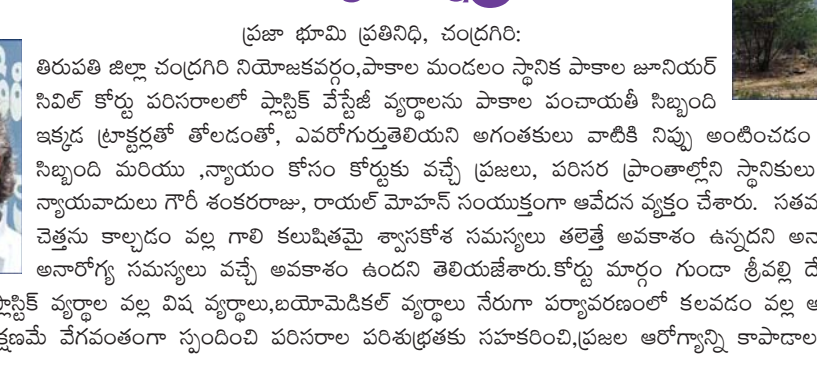 ప్రజా భూమి ప్రతినిధి, చంద్రగిరి:
తిరుపతి జిల్లా చంద్రగిరి నియోజకవర్గం,పాకాల మండలం స్థానిక పాకాల జూనియర్
సివిల్ కోర్టు పరిసరాలలో ప్లాస్టిక్ వేస్టేజీ వ్యర్థాలను పాకాల పంచాయతీ సిబ్బంది
ఇక్కడ ట్రాక్టర్లతో తోలడంతో, ఎవరోగుర్తుతెలియని అగంతకులు వాటికి నిప్పు అంటించడం
సిబ్బంది మరియు ,న్యాయం కోసం కోర్టుకు వచ్చే ప్రజలు, పరిసర ప్రాంతాల్లోని స్థానికులు
న్యాయవాదులు గౌరీ శంకరరాజు, రాయల్ మోహన్ సంయుక్తంగా ఆవేదన వ్యక్తం చేశారు.
చెత్తను కాల్చడం వల్ల గాలి కలుషితమై శ్వాసకోశ సమస్యలు తలెత్తే అవకాశం ఉన్నదని
అనారోగ్య సమస్యలు వచ్చే అవకాశం ఉందని తెలియజేశారు.కోర్టు మార్గం గుండా శ్రీవల్లి
ప్లాస్టిక్ వ్యర్థాల వల్ల విష వ్యర్థాలు,బయోమెడికల్ వ్యర్థాలు నేరుగా పర్యావరణంలో కలవడం వల్ల
వేగవంతంగా స్పందించి పరిసరాల పరిశుభ్రతకు సహకరించి,ప్రజల ఆరోగ్యాన్ని